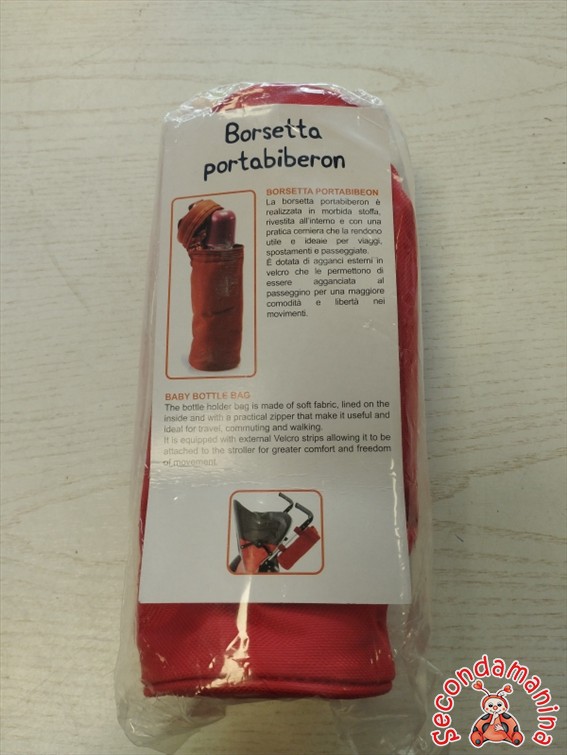 Borsetta
portabiberon
BORSETTA PORTABIBEON
La borsetta portabiberon è
realizzata in morbida stoffa,
rivestita all'interno e con una
pratica cerniera che la rendono
utile e ideale per viaggi,
spostamenti e passeggiate.
È dotata di agganci esterni in
velcro che le permettono di
essere agganciata al
passeggino per una maggiore
comodità e libertà nei
movimenti.
BABY BOTTLE BAG
The bottle holder bag is made of soft fabric, lined on the
inside and with a practical zipper that make it useful and
ideal for travel, commuting and walking.
It is equipped with external Velcro strips allowing it to be
attached to the stroller for greater comfort and freedom
of movement.
secondamanina